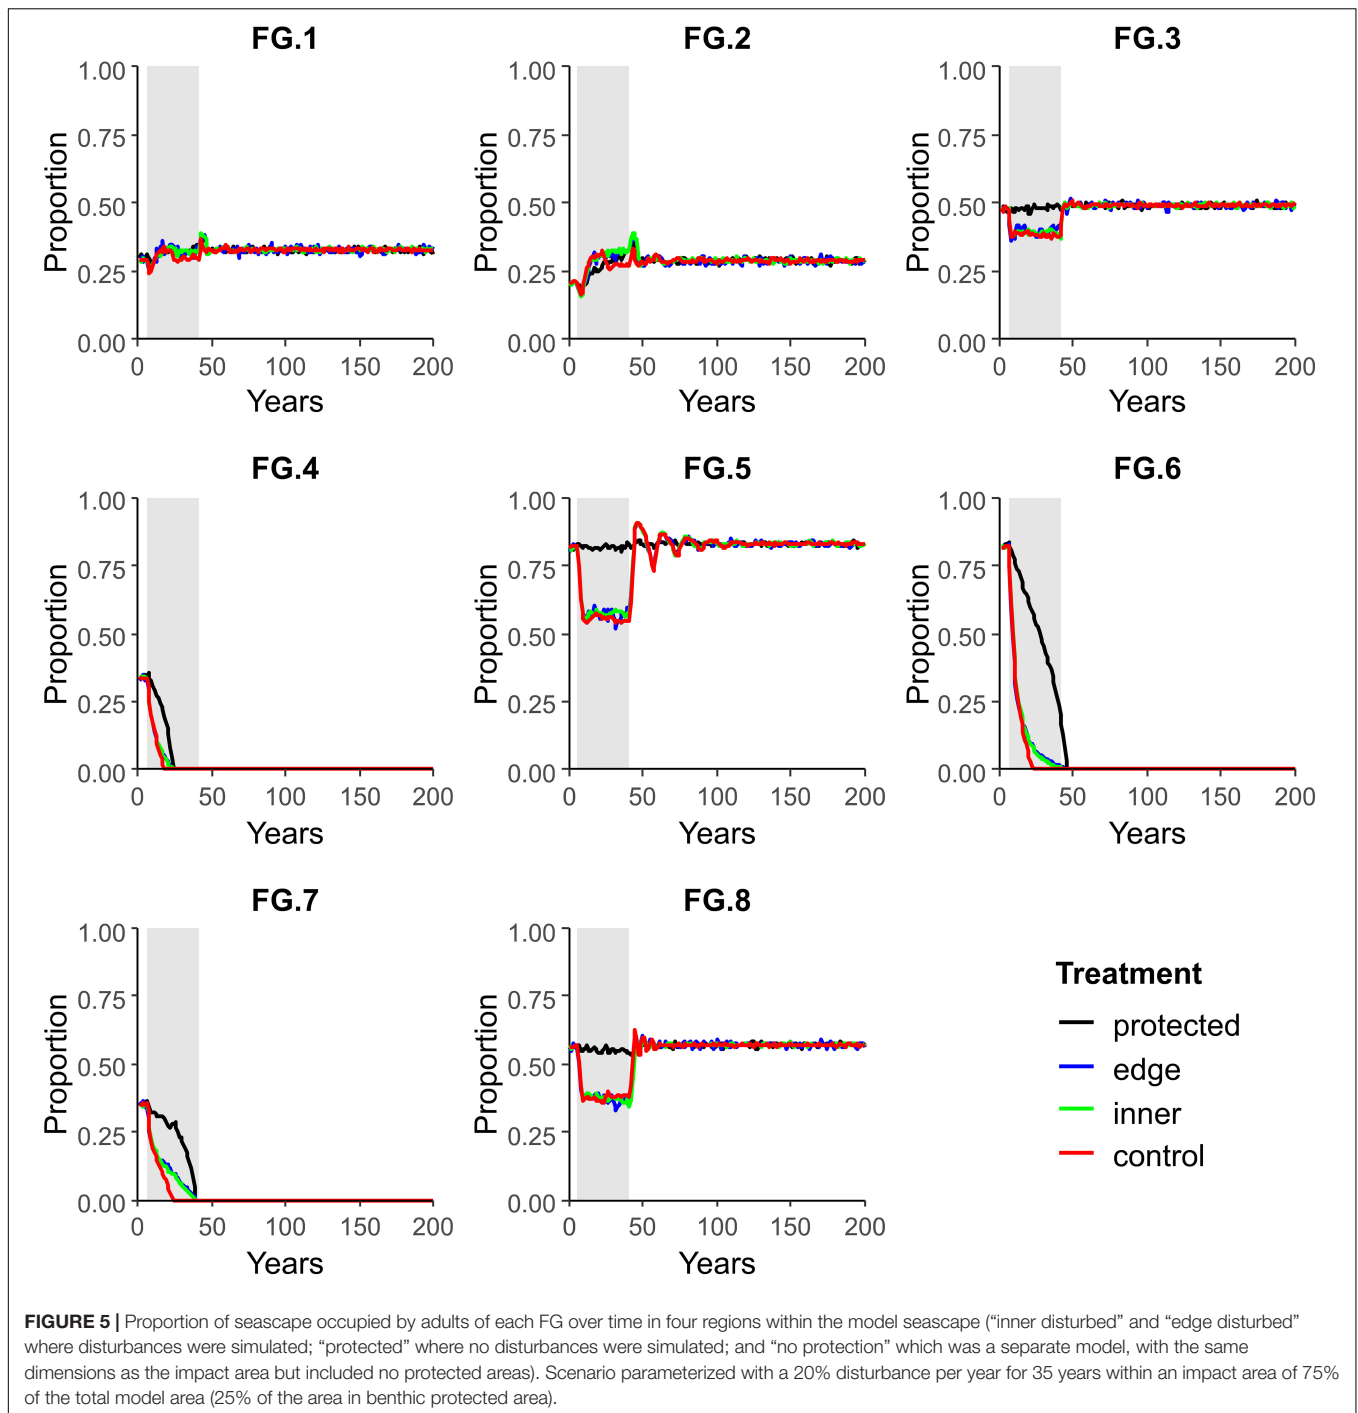 FG.1
FG.2
FG.3
1.00
0.75
0.50
0.25
0.00
Proportion
0 50 100 150 200
Years
1.00
0.75
0.50
0.25
0.00
Proportion
0 50 100 150 200
Years
1.00
0.75
0.50
0.25
0.00
Proportion
0 50 100 150 200
Years
FG.4
FG.5
FG.6
1.00
0.75
0.50
0.25
0.00
Proportion
0 50 100 150 200
Years
1.00
0.75
0.50
0.25
0.00
Proportion
0 50 100 150 200
Years
1.00
0.75
0.50
0.25
0.00
Proportion
0 50 100 150 200
Years
FG.7
FG.8
1.00
0.75
0.50
0.25
0.00
Proportion
0 50 100 150 200
Years
1.00
0.75
0.50
0.25
0.00
Proportion
0 50 100 150 200
Years
Treatment
protected
edge
inner
control
FIGURE 5 | Proportion of seascape occupied by adults of each FG over time in four regions within the model seascape (“inner disturbed” and “edge disturbed”
where disturbances were simulated; “protected” where no disturbances were simulated; and “no protection” which was a separate model, with the same
dimensions as the impact area but included no protected areas). Scenario parameterized with a 20% disturbance per year for 35 years within an impact area of 75%
of the total model area (25% of the area in benthic protected area).